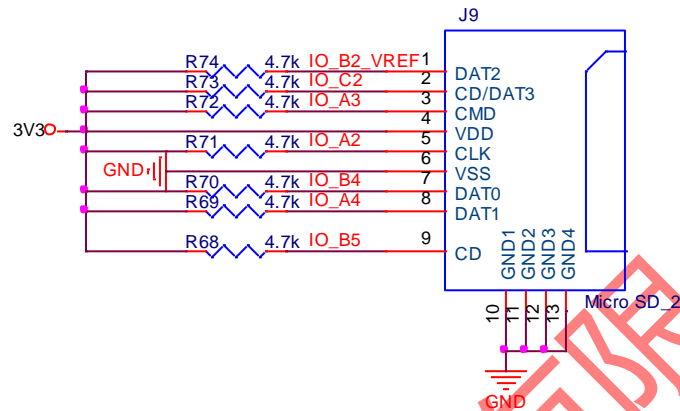 J9
R74 4.7k IO_B2_VREF 1 DAT2
R73 4.7k IO_C2 2 CD/DAT3
R72 4.7k IO_A3 3 CMD
3V3 4 VDD
R71 4.7k IO_A2 5 CLK
GND 6 VSS
R70 4.7k IO_B4 7 DAT0
R69 4.7k IO_A4 8 DAT1
R68 4.7k IO_B5 9 CD
GND1 GND2 GND3 GND4
10 11 12 13
Micro SD_2
GND
限